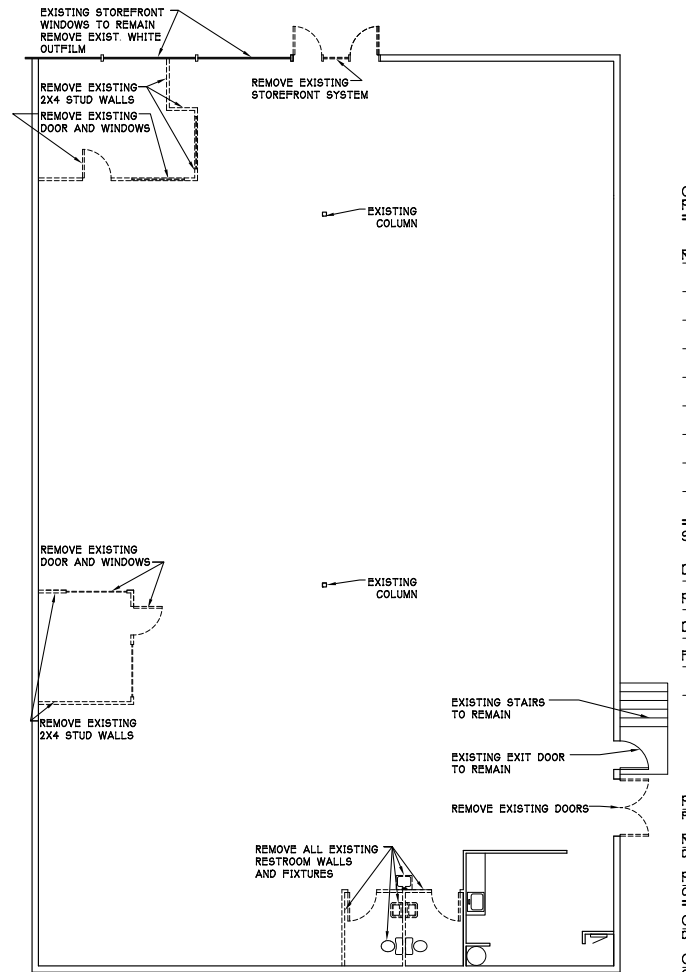 EXISTING STOREFRONT
WINDOWS TO REMAIN
REMOVE EXIST. WHITE
OUTFILM
REMOVE EXISTING
STOREFRONT SYSTEM
REMOVE EXISTING
2X4 STUD WALLS
REMOVE EXISTING
DOOR AND WINDOWS
EXISTING
COLUMN
REMOVE EXISTING
DOOR AND WINDOWS
EXISTING
COLUMN
REMOVE EXISTING
2X4 STUD WALLS
EXISTING STAIRS
TO REMAIN
EXISTING EXIT DOOR
TO REMAIN
REMOVE EXISTING DOORS
REMOVE ALL EXISTING
RESTROOM WALLS
AND FIXTURES